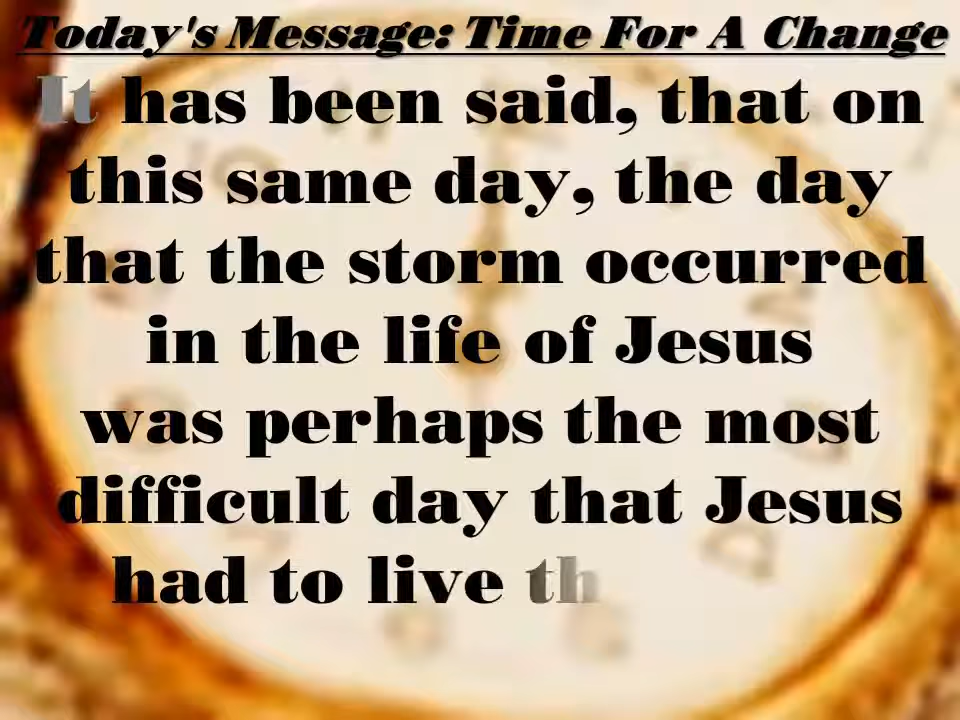 Today's Message: Time For A Change
It has been said, that on
this same day, the day
that the storm occurred
in the life of Jesus
was perhaps the most
difficult day that Jesus
had to live th